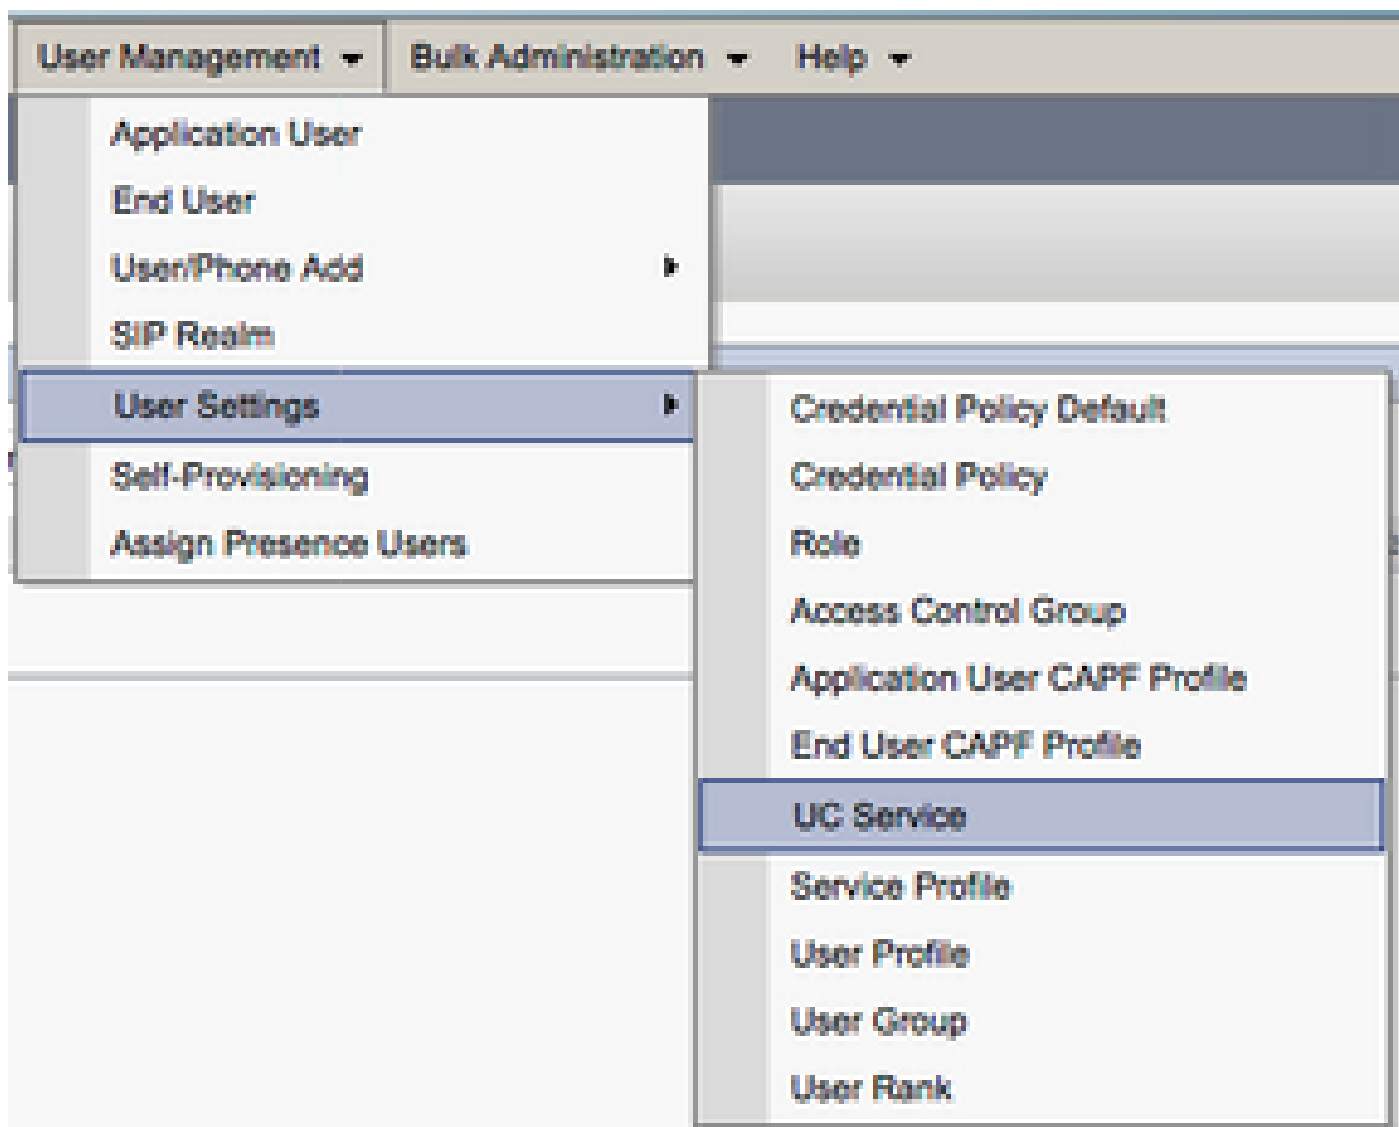 User Management Bulk Administration Help
Application User
End User
User/Phone Add
SIP Realm
User Settings
Self-Provisioning
Assign Presence Users
Credential Policy Default
Credential Policy
Role
Access Control Group
Application User CAPF Profile
End User CAPF Profile
UC Service
Service Profile
User Profile
User Group
User Rank